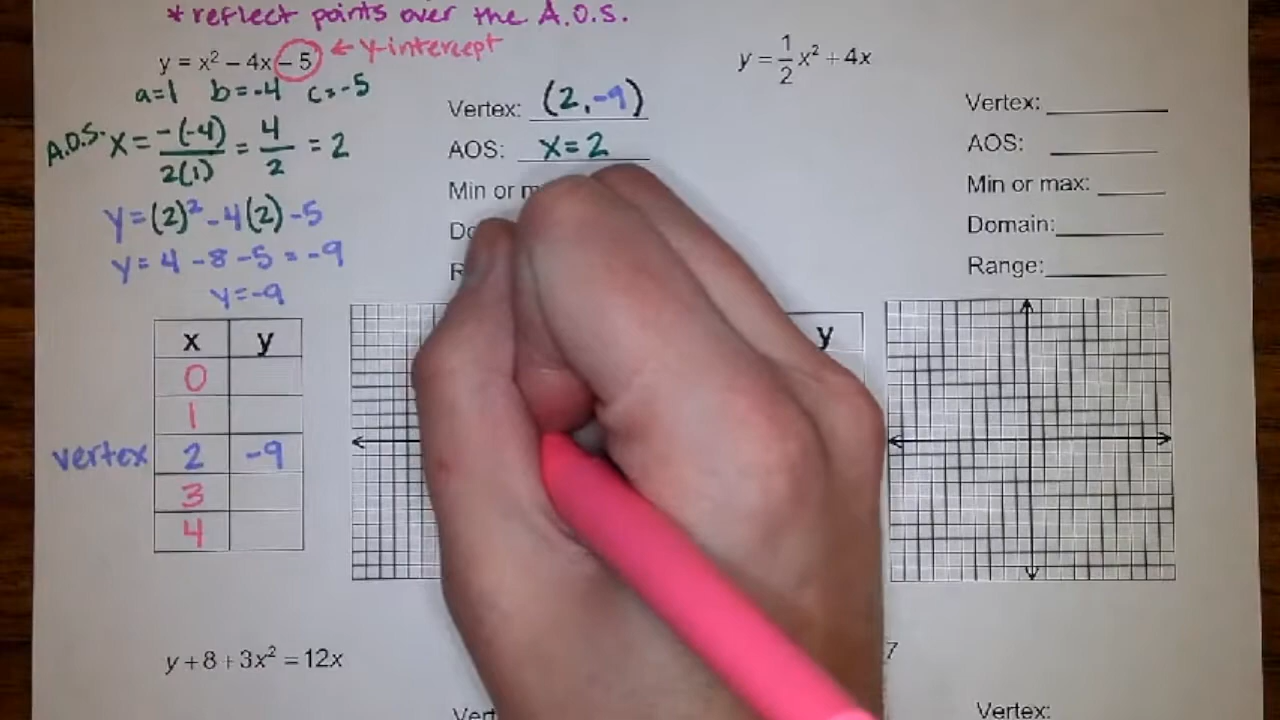 * reflect points over the A.O.S.
y = x² – 4x – 5 ← y-intercept
a=1 b=-4 c=-5
A.O.S. x = -(-4)/2(1) = 4/2 = 2
y=(2)²-4(2)-5
y= 4 -8 -5 = -9
y=-9
x y
0
1
vertex 2 -9
3
4
Vertex: (2,-9)
AOS: x=2
Min or m
R
y = 1/2 x² + 4x
Vertex:
AOS:
Min or max:
Domain:
Range:
y
y + 8 + 3x² = 12x
7
Vert
Vertex: